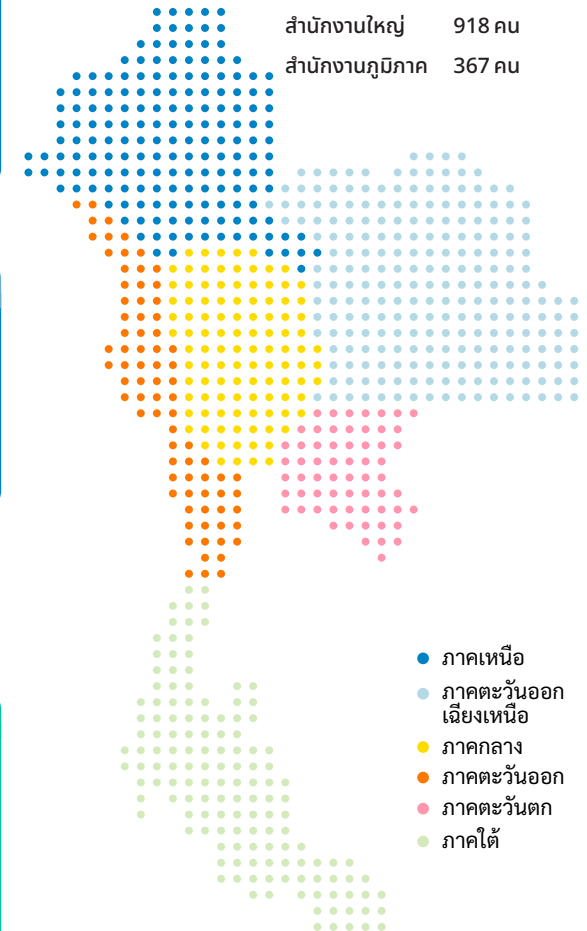 สำนักงานใหญ่ 918 คน
สำนักงานภูมิภาค 367 คน
ภาคเหนือ
ภาคตะวันออก
เฉียงเหนือ
ภาคกลาง
ภาคตะวันออก
ภาคตะวันตก
ภาคใต้